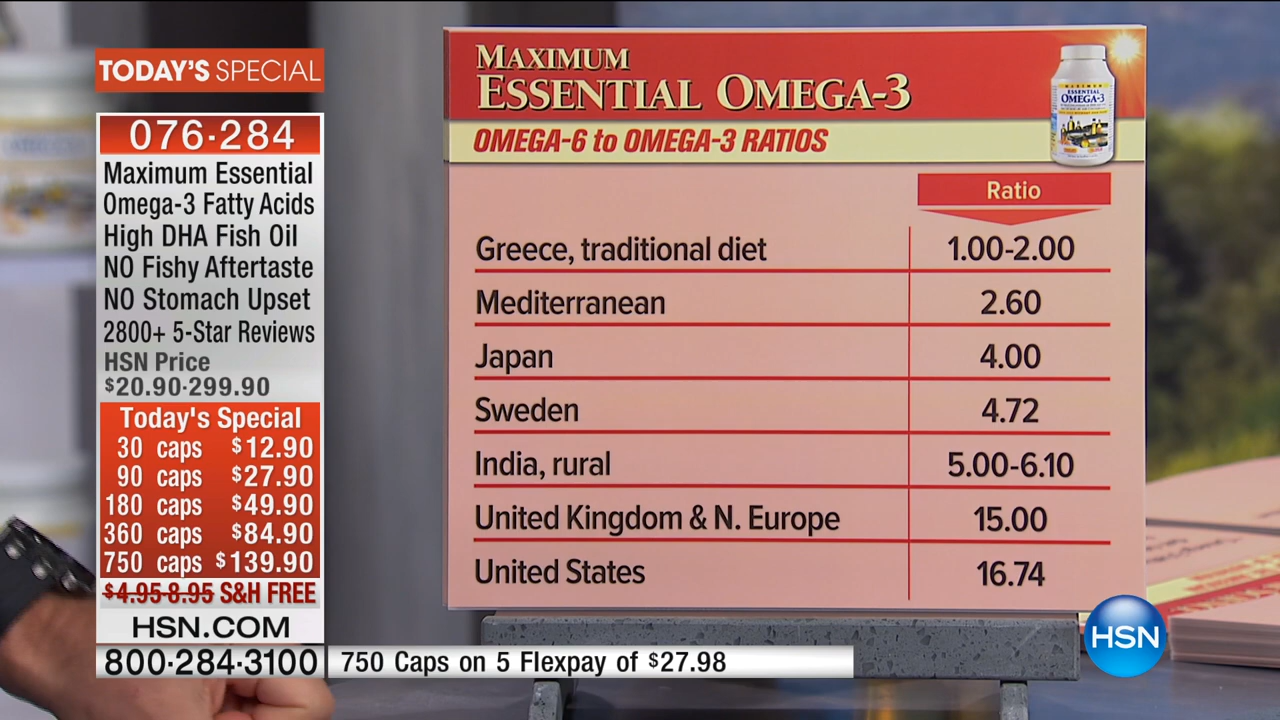 TODAY'S SPECIAL
076·284
Maximum Essential
Omega-3 Fatty Acids
High DHA Fish Oil
NO Fishy Aftertaste
NO Stomach Upset
2800+ 5-Star Reviews
HSN Price
$20.90-299.90
Today's Special
30 caps $12.90
90 caps $27.90
180 caps $49.90
360 caps $84.90
750 caps $139.90
$4.95-8.95 S&H FREE
HSN.COM
800·284·3100
750 Caps on 5 Flexpay of $27.98
MAXIMUM
ESSENTIAL OMEGA-3
OMEGA-6 to OMEGA-3 RATIOS
MAXIMUM
ESSENTIAL
OMEGA-3
Ratio
Greece, traditional diet 1.00-2.00
Mediterranean 2.60
Japan 4.00
Sweden 4.72
India, rural 5.00-6.10
United Kingdom & N. Europe 15.00
United States 16.74
HSN